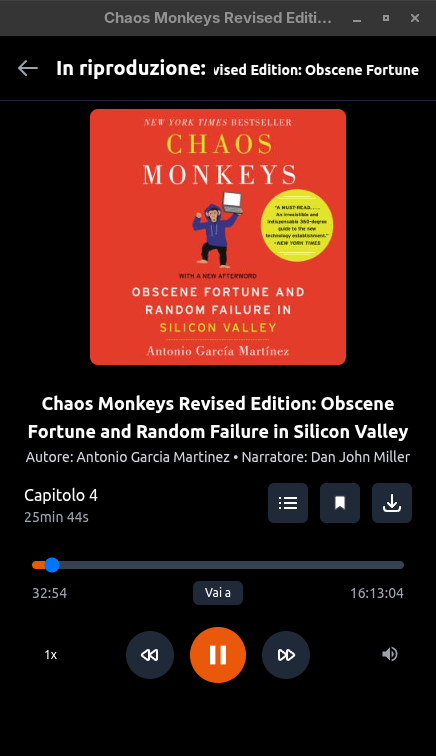 Chaos Monkeys Revised Editi...
In riproduzione: vised Edition: Obscene Fortune
NEW YORK TIMES BESTSELLER
CHAOS
MONKEYS
"A MUST-READ. . . .
An irresistible and
indispensable 360-degree
guide to the new
technology establishment."
—NEW YORK TIMES
WITH A NEW AFTERWORD
OBSCENE FORTUNE AND
RANDOM FAILURE IN
SILICON VALLEY
Antonio García Martínez
Chaos Monkeys Revised Edition: Obscene
Fortune and Random Failure in Silicon Valley
Autore: Antonio Garcia Martinez • Narratore: Dan John Miller
Capitolo 4
25min 44s
32:54 Vai a 16:13:04
1x